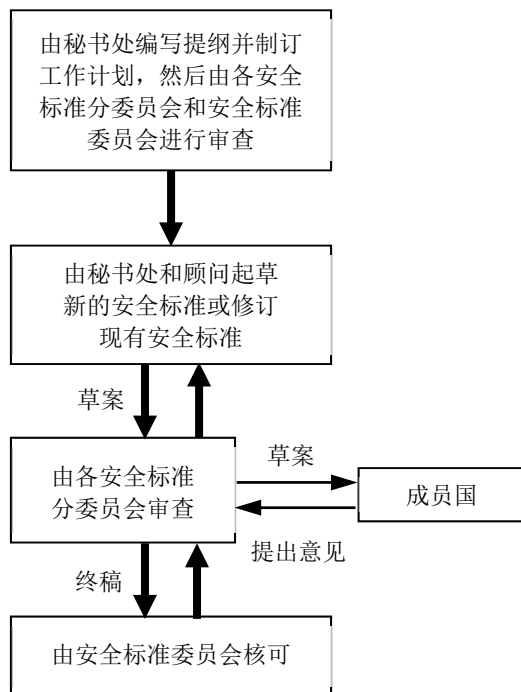 由秘书处编写提纲并制订
工作计划，然后由各安全
标准分委员会和安全标准
委员会进行审查
由秘书处和顾问起草
新的安全标准或修订
现有安全标准
草案
由各安全标准
分委员会审查
草案
成员国
提出意见
终稿
由安全标准委员会核可